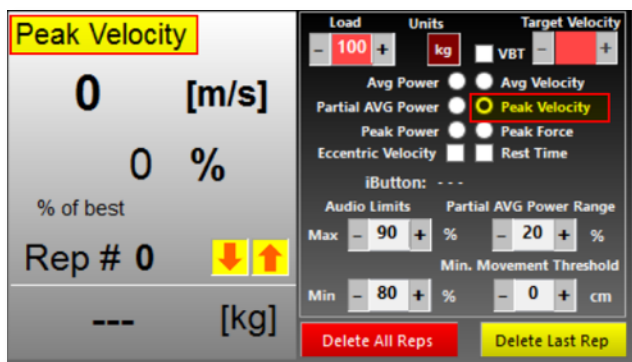 Peak Velocity
0 [m/s]
0 %
% of best
Rep # 0
--- [kg]
Load Units Target Velocity
- 100 + kg VBT - +
Avg Power Avg Velocity
Partial AVG Power Peak Velocity
Peak Power Peak Force
Eccentric Velocity Rest Time
iButton: - - -
Audio Limits Partial AVG Power Range
Max - 90 + % - 20 + %
Min. Movement Threshold
Min - 80 + % - 0 + cm
Delete All Reps Delete Last Rep